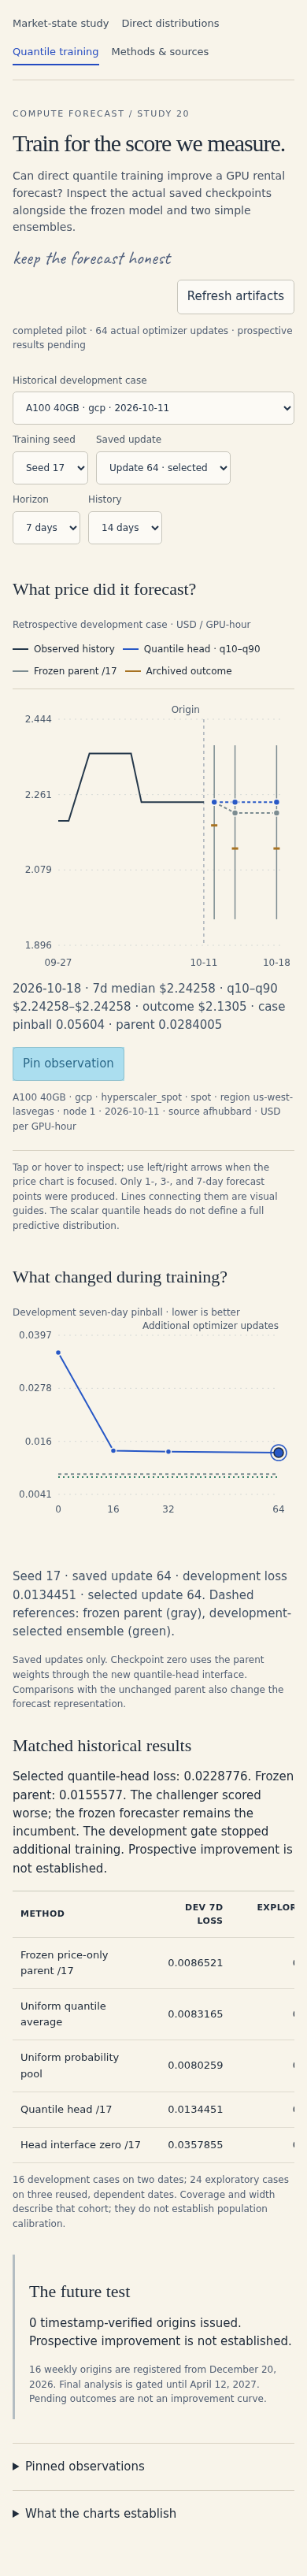 Market-state study Direct distributions
Quantile training Methods & sources
COMPUTE FORECAST / STUDY 20
Train for the score we measure.
Can direct quantile training improve a GPU rental
forecast? Inspect the actual saved checkpoints
alongside the frozen model and two simple
ensembles.
keep the forecast honest
Refresh artifacts
completed pilot · 64 actual optimizer updates · prospective
results pending
Historical development case
A100 40GB · gcp · 2026-10-11
Training seed Saved update
Seed 17 Update 64 · selected
Horizon History
7 days 14 days
What price did it forecast?
Retrospective development case · USD / GPU-hour
Observed history Quantile head · q10–q90
Frozen parent /17 Archived outcome
Origin
2.444
2.261
2.079
1.896
09-27 10-11 10-18
2026-10-18 · 7d median $2.24258 · q10–q90
$2.24258–$2.24258 · outcome $2.1305 · case
pinball 0.05604 · parent 0.0284005
Pin observation
A100 40GB · gcp · hyperscaler_spot · spot · region us-west-
lasvegas · node 1 · 2026-10-11 · source afhubbard · USD
per GPU-hour
Tap or hover to inspect; use left/right arrows when the
price chart is focused. Only 1-, 3-, and 7-day forecast
points were produced. Lines connecting them are visual
guides. The scalar quantile heads do not define a full
predictive distribution.
What changed during training?
Development seven-day pinball · lower is better
Additional optimizer updates
0.0397
0.0278
0.016
0.0041
0 16 32 64
Seed 17 · saved update 64 · development loss
0.0134451 · selected update 64. Dashed
references: frozen parent (gray), development-
selected ensemble (green).
Saved updates only. Checkpoint zero uses the parent
weights through the new quantile-head interface.
Comparisons with the unchanged parent also change the
forecast representation.
Matched historical results
Selected quantile-head loss: 0.0228776. Frozen
parent: 0.0155577. The challenger scored
worse; the frozen forecaster remains the
incumbent. The development gate stopped
additional training. Prospective improvement is
not established.
METHOD DEV 7D LOSS
Frozen price-only parent /17 0.0086521
Uniform quantile average 0.0083165
Uniform probability pool 0.0080259
Quantile head /17 0.0134451
Head interface zero /17 0.0357855
16 development cases on two dates; 24 exploratory cases
on three reused, dependent dates. Coverage and width
describe that cohort; they do not establish population
calibration.
The future test
0 timestamp-verified origins issued.
Prospective improvement is not established.
16 weekly origins are registered from December 20,
2026. Final analysis is gated until April 12, 2027.
Pending outcomes are not an improvement curve.
Pinned observations
What the charts establish